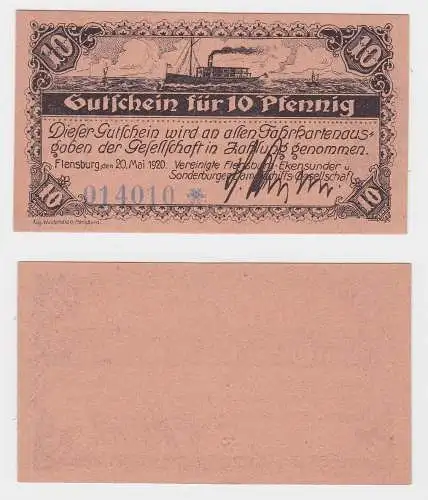 10 10
Gutschein für 10 Pfennig
Dieser Gutschein wird an allen Fahrkartenaus-
gaben der Gesellschaft in Zahlung genommen.
Flensburg, den 20. Mai 1920. Vereinigte Flensburg-Ekensunder u.
Sonderburger Dampfschiffs Gesellschaft
014010 *
10 10